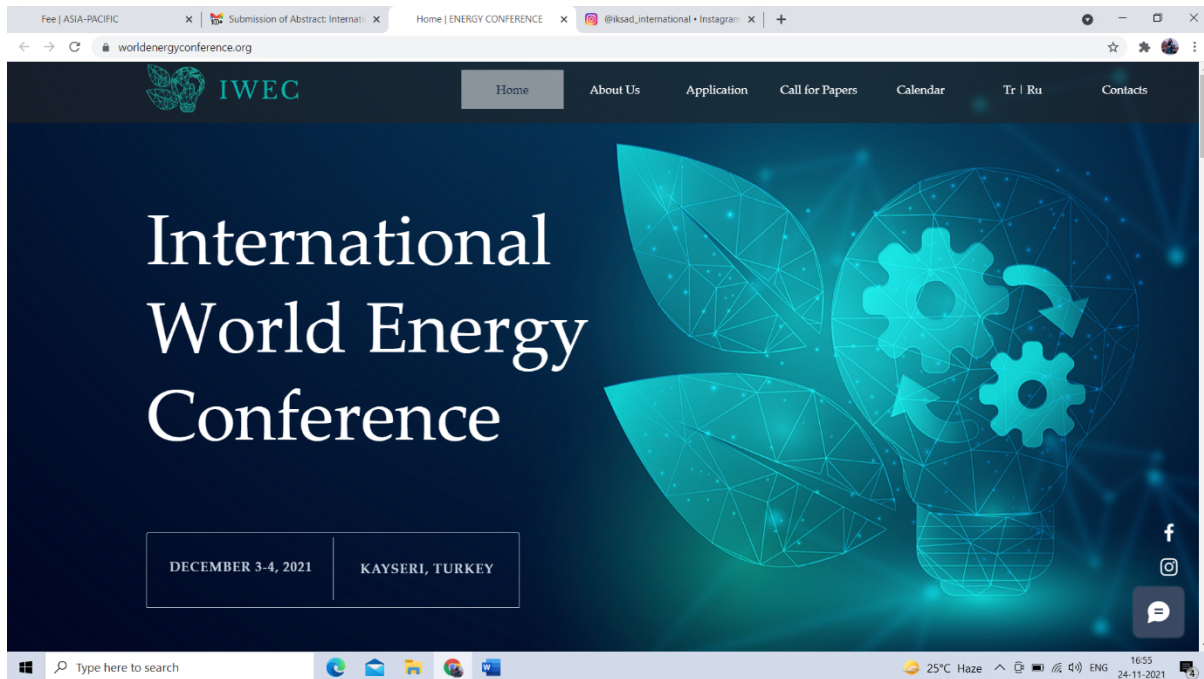 Fee | ASIA-PACIFIC
Submission of Abstract: Internati
Home | ENERGY CONFERENCE
@iksad_international • Instagram
worldenergyconference.org
IWEC
Home
About Us
Application
Call for Papers
Calendar
Tr | Ru
Contacts
International
World Energy
Conference
DECEMBER 3-4, 2021
KAYSERI, TURKEY
Type here to search
25°C Haze
ENG
16:55
24-11-2021
4